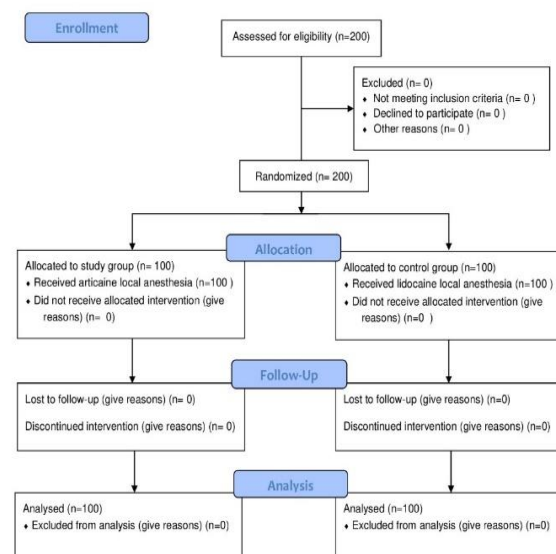 Enrollment
Assessed for eligibility (n=200)
Excluded (n= 0)
♦ Not meeting inclusion criteria (n= 0 )
♦ Declined to participate (n= 0 )
♦ Other reasons (n= 0 )
Randomized (n= 200)
Allocation
Allocated to study group (n= 100)
♦ Received articaine local anesthesia (n=100 )
♦ Did not receive allocated intervention (give
reasons) (n= 0)
Allocated to control group (n=100)
♦ Received lidocaine local anesthesia (n=100 )
♦ Did not receive allocated intervention (give
reasons) (n=0 )
Follow-Up
Lost to follow-up (give reasons) (n= 0)
Discontinued intervention (give reasons) (n= 0)
Lost to follow-up (give reasons) (n=0)
Discontinued intervention (give reasons) (n=0)
Analysis
Analysed (n=100)
♦ Excluded from analysis (give reasons) (n=0)
Analysed (n=100)
♦ Excluded from analysis (give reasons) (n=0)